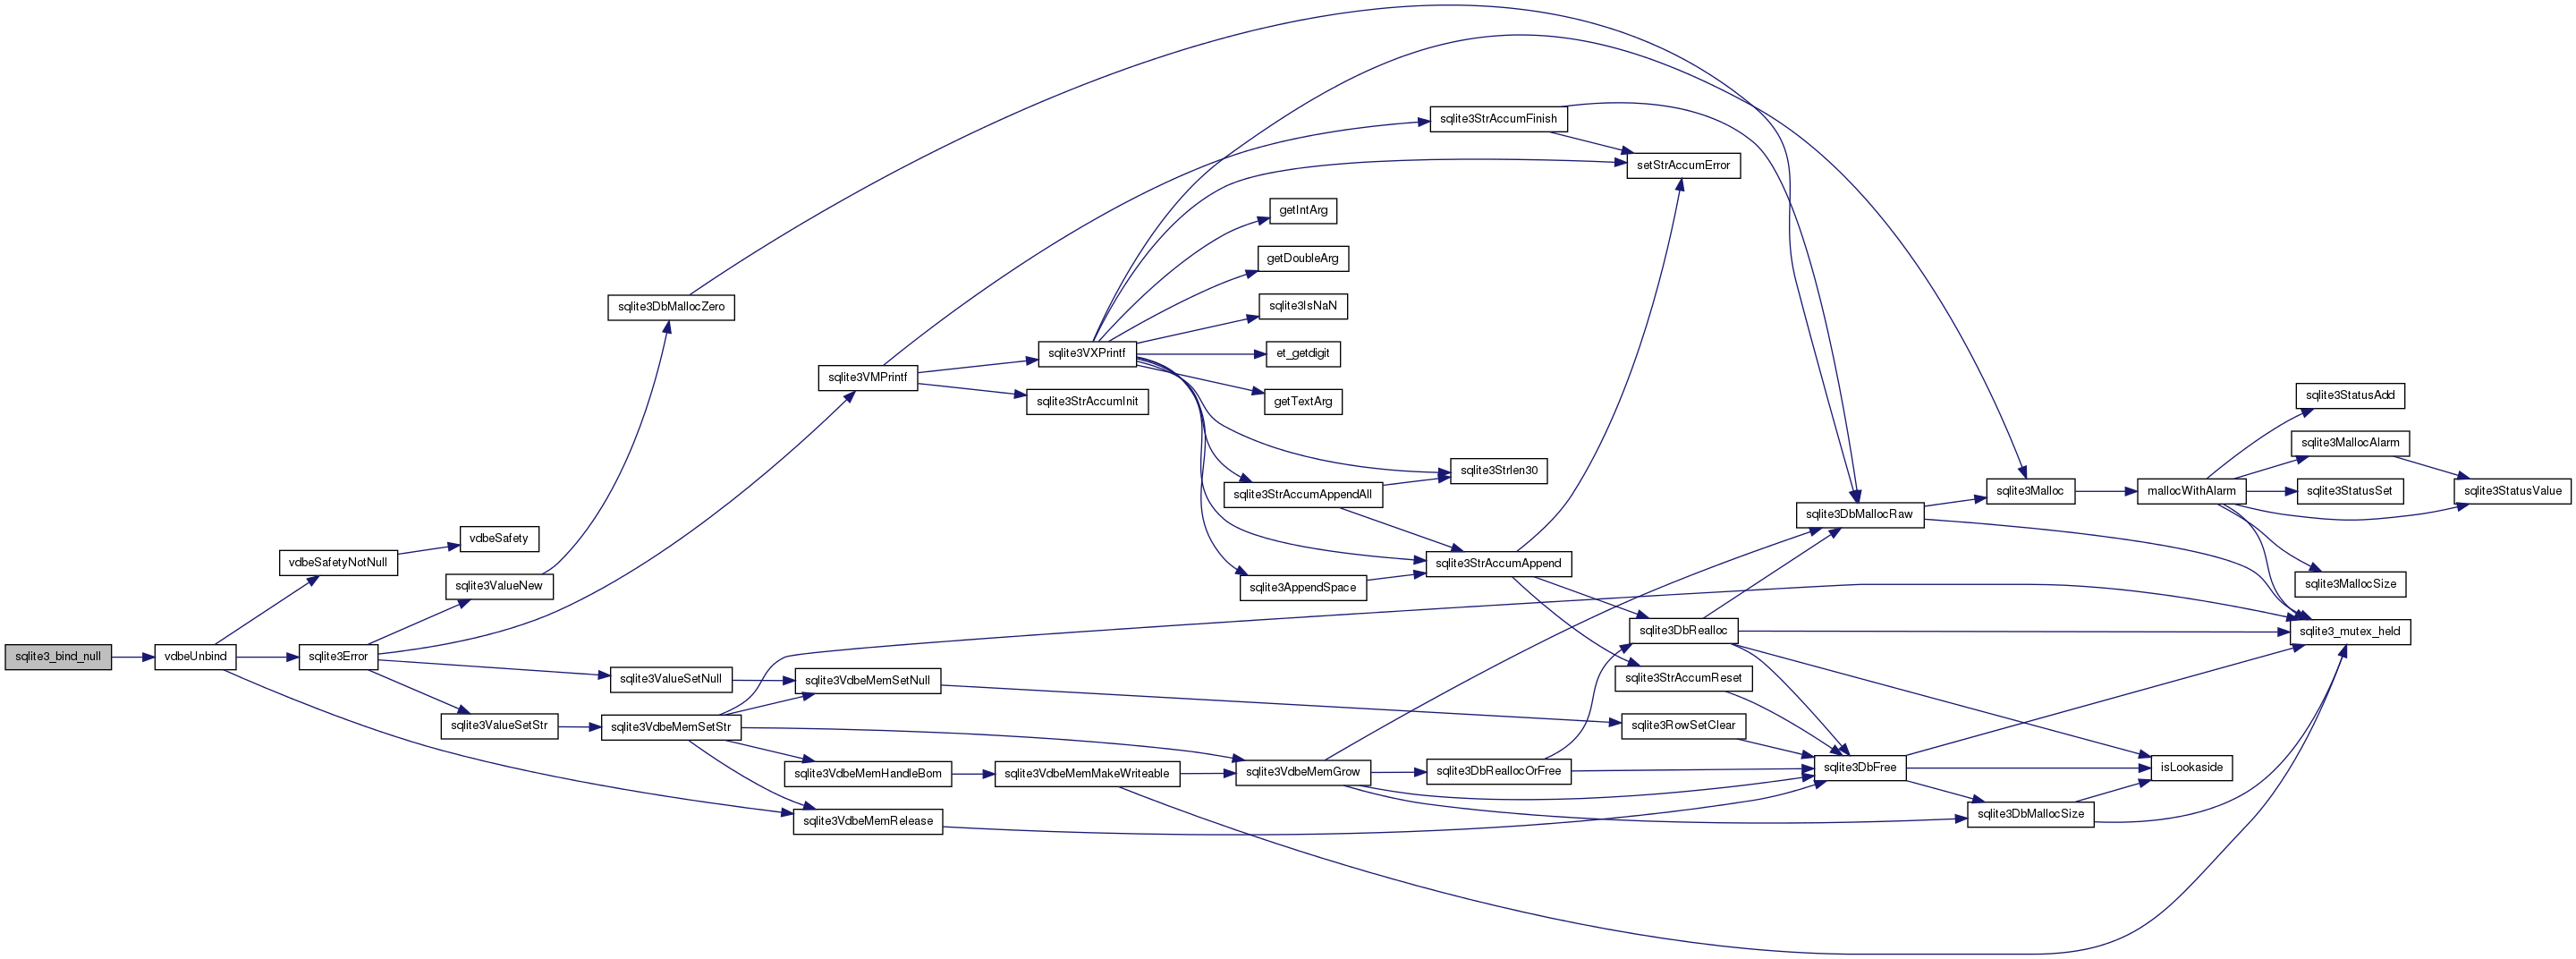 sqlite3_bind_null
vdbeUnbind
vdbeSafetyNotNull
sqlite3Error
vdbeSafety
sqlite3ValueNew
sqlite3ValueSetStr
sqlite3DbMallocZero
sqlite3ValueSetNull
sqlite3VdbeMemSetStr
sqlite3VMPrintf
sqlite3VdbeMemSetNull
sqlite3VdbeMemHandleBom
sqlite3VdbeMemRelease
sqlite3VXPrintf
sqlite3StrAccumInit
sqlite3VdbeMemMakeWriteable
getIntArg
getDoubleArg
sqlite3IsNaN
et_getdigit
getTextArg
sqlite3StrAccumAppendAll
sqlite3AppendSpace
sqlite3VdbeMemGrow
sqlite3StrAccumFinish
sqlite3Strlen30
sqlite3StrAccumAppend
sqlite3DbReallocOrFree
setStrAccumError
sqlite3DbRealloc
sqlite3StrAccumReset
sqlite3RowSetClear
sqlite3DbMallocRaw
sqlite3DbFree
sqlite3Malloc
sqlite3DbMallocSize
mallocWithAlarm
isLookaside
sqlite3StatusAdd
sqlite3MallocAlarm
sqlite3StatusSet
sqlite3MallocSize
sqlite3_mutex_held
sqlite3StatusValue